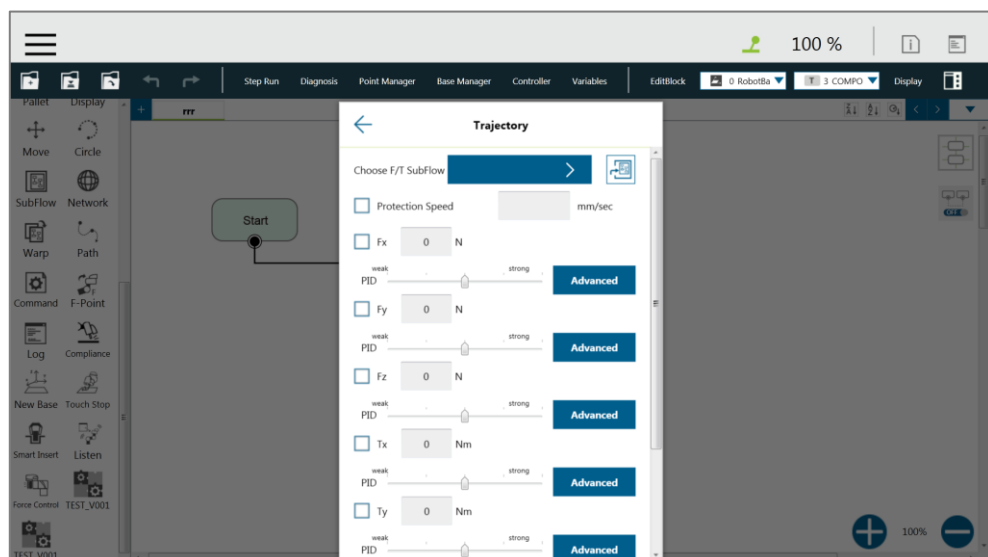 100 %
Step Run Diagnosis Point Manager Base Manager Controller Variables EditBlock 0 RobotBa T 3 COMPO Display
Pallet Display
+ rrr
Move Circle
SubFlow Network
Warp Path
Command F-Point
Log Compliance
New Base Touch Stop
Smart Insert Listen
Force Control TEST_V001
TEST_V001
Start
Trajectory
Choose F/T SubFlow
Protection Speed mm/sec
Fx 0 N
weak strong
PID Advanced
Fy 0 N
weak strong
PID Advanced
Fz 0 N
weak strong
PID Advanced
Tx 0 Nm
weak strong
PID Advanced
Ty 0 Nm
weak strong
PID Advanced
OFF
100%